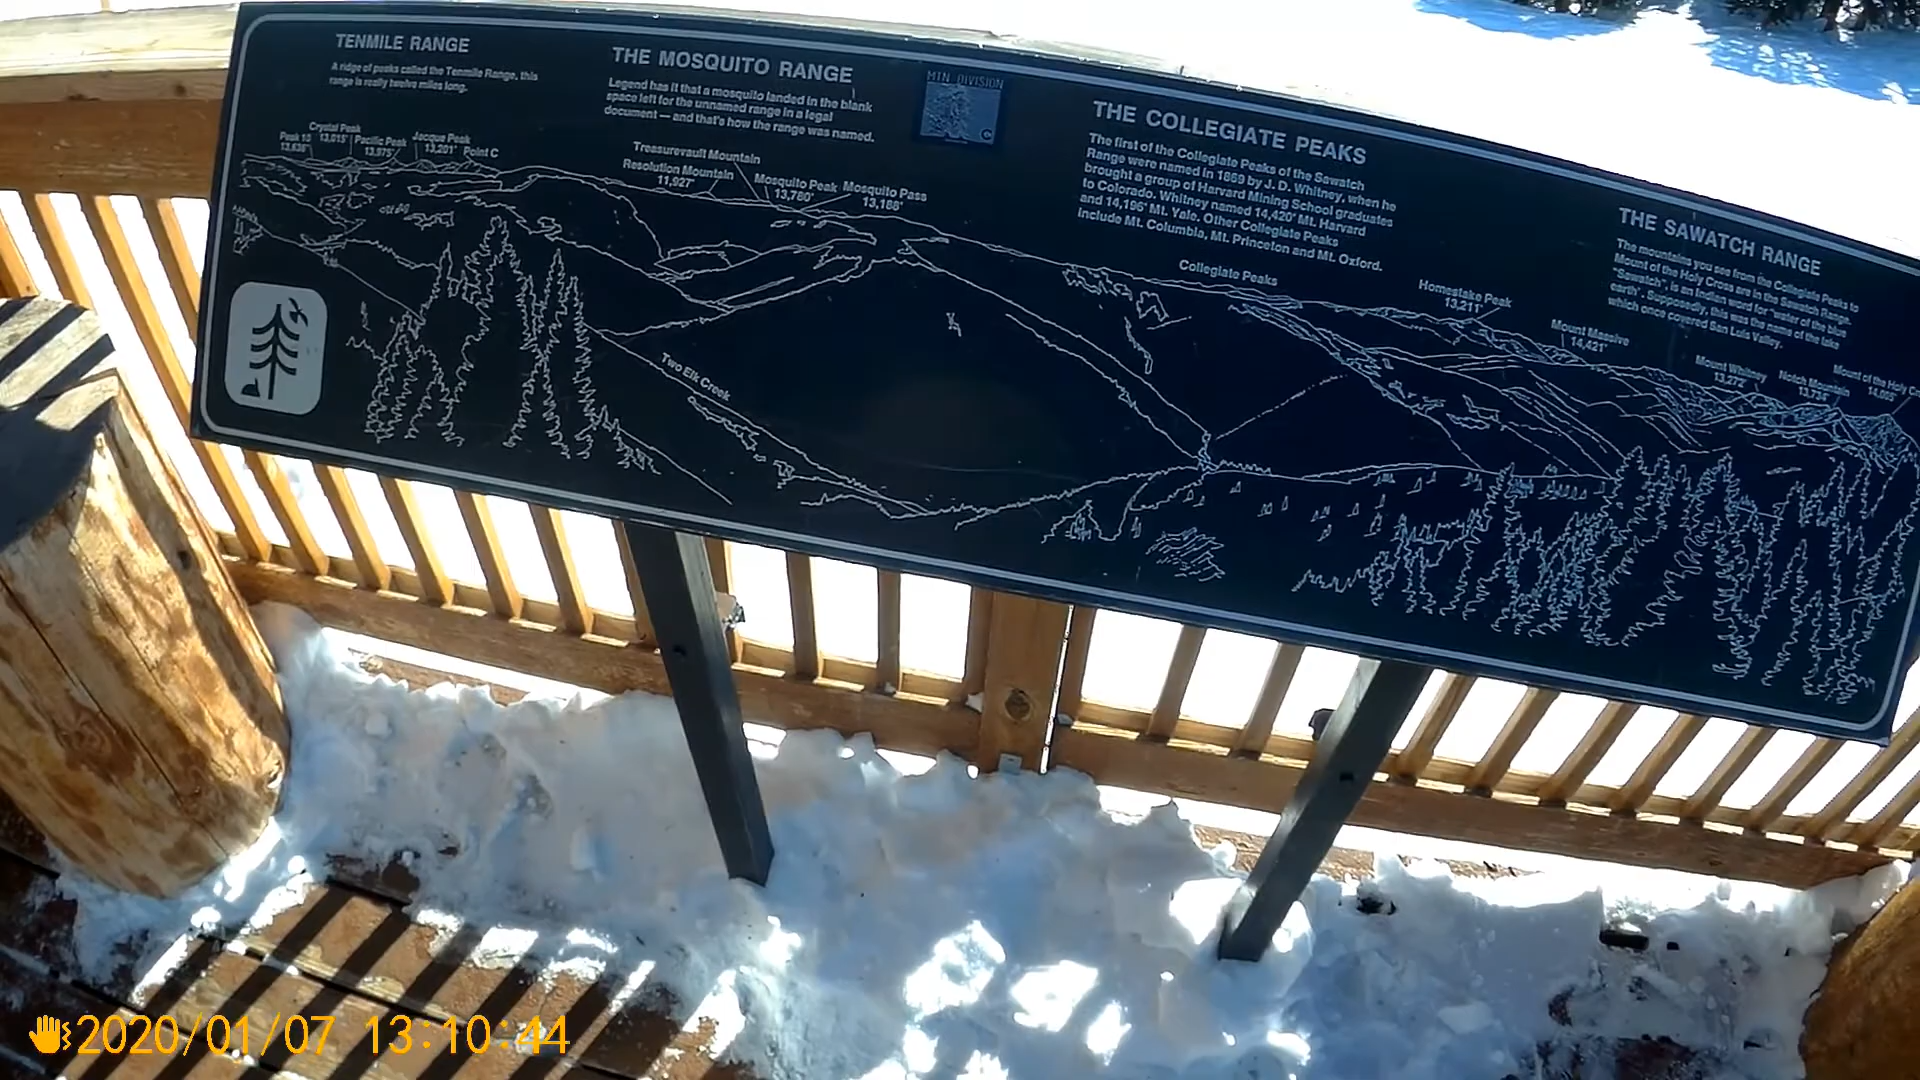 TENMILE RANGE
A ridge of peaks called the Tenmile Range, this
range is really twelve miles long.
THE MOSQUITO RANGE
Legend has it that a mosquito landed in the blank
space left for the unnamed range in a legal
document — and that's how the range was named.
MTN DIVISION
THE COLLEGIATE PEAKS
The first of the Collegiate Peaks of the Sawatch
Range were named in 1869 by J. D. Whitney, when he
brought a group of Harvard Mining School graduates
to Colorado. Whitney named 14,420' Mt. Harvard
and 14,196' Mt. Yale. Other Collegiate Peaks
include Mt. Columbia, Mt. Princeton and Mt. Oxford.
THE SAWATCH RANGE
The mountains you see from the Collegiate Peaks to
Mount of the Holy Cross are in the Sawatch Range.
"Sawatch", is an Indian word for "water of the blue
earth". Supposedly, this was the name of the lake
which once covered San Luis Valley.
Peak 10
13,636'
Crystal Peak
13,015'
Pacific Peak
13,975'
Jacque Peak
13,201'
Point C
Treasurevault Mountain
Resolution Mountain
11,927'
Mosquito Peak
13,780'
Mosquito Pass
13,188'
Collegiate Peaks
Homestake Peak
13,211'
Mount Massive
14,421'
Mount Whitney
13,272'
Notch Mountain
Mount of the Holy
Two Elk Creek
2020/01/07 13:10:44